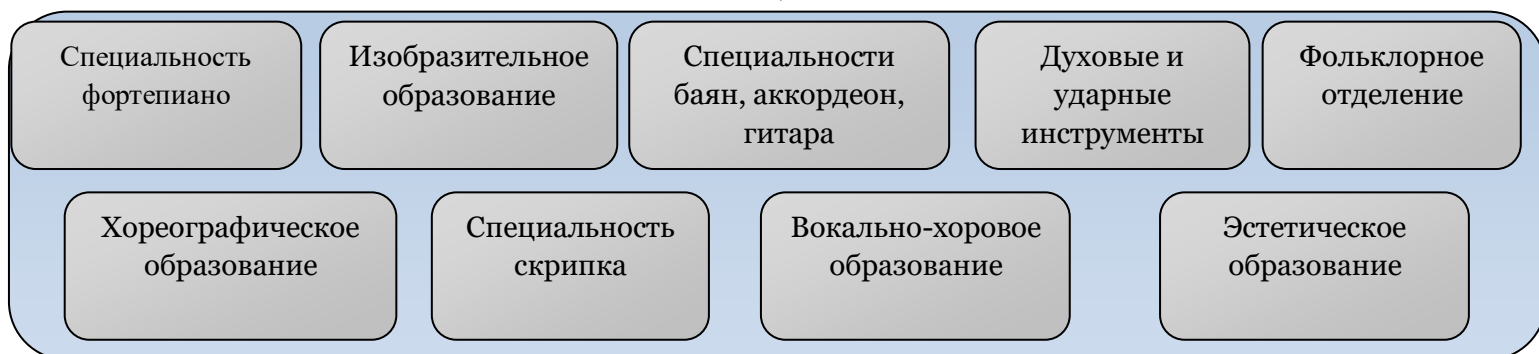 Специальность
фортепиано
Изобразительное
образование
Специальности
баян, аккордеон,
гитара
Духовые и
ударные
инструменты
Фольклорное
отделение
Хореографическое
образование
Специальность
скрипка
Вокально-хоровое
образование
Эстетическое
образование